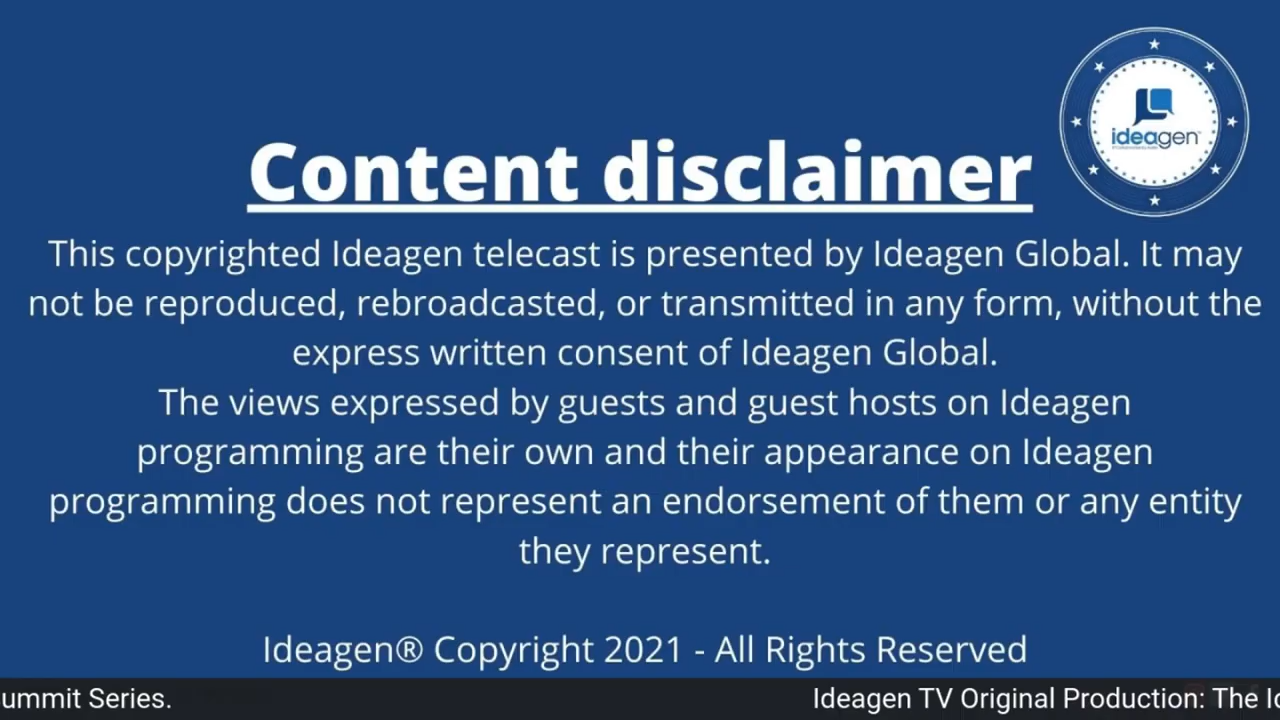 ideagen
Content disclaimer
This copyrighted Ideagen telecast is presented by Ideagen Global. It may
not be reproduced, rebroadcasted, or transmitted in any form, without the
express written consent of Ideagen Global.
The views expressed by guests and guest hosts on Ideagen
programming are their own and their appearance on Ideagen
programming does not represent an endorsement of them or any entity
they represent.
Ideagen® Copyright 2021 - All Rights Reserved
ummit Series.
Ideagen TV Original Production: The